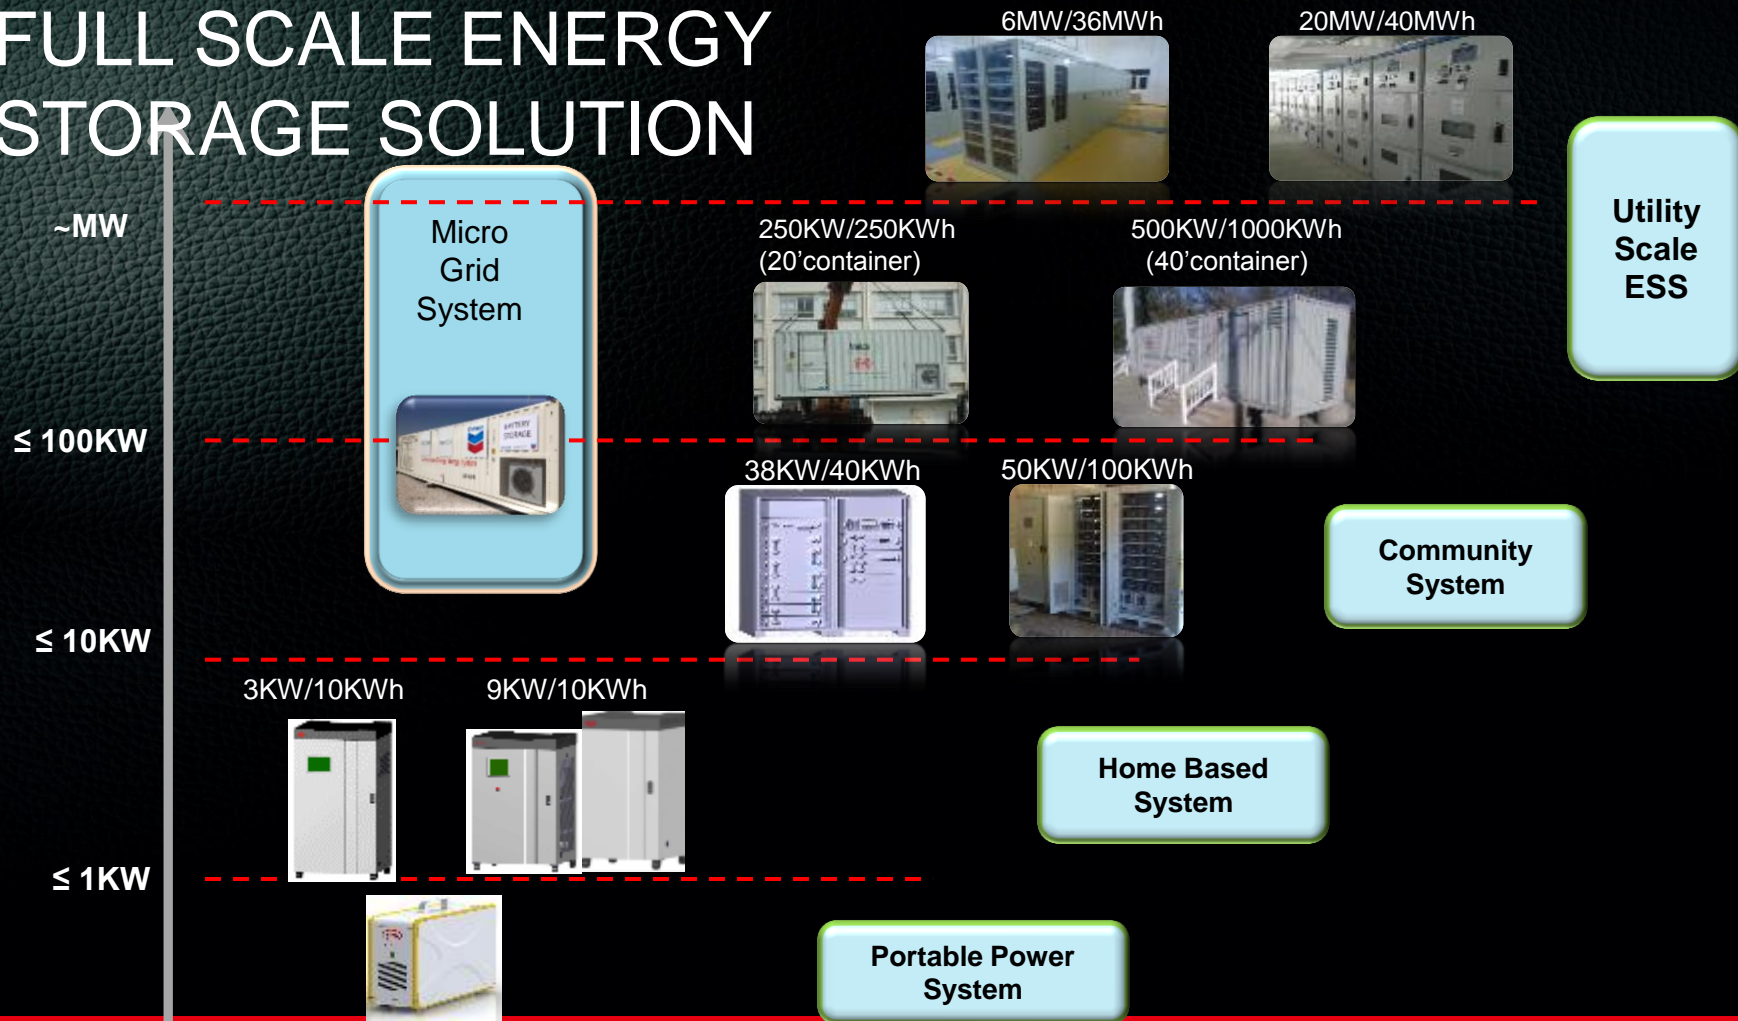 FULL SCALE ENERGY
STORAGE SOLUTION
6MW/36MWh
20MW/40MWh
~MW
Micro
Grid
System
250KW/250KWh
(20’container)
500KW/1000KWh
(40’container)
Utility
Scale
ESS
BATTERY
STORAGE
≤ 100KW
38KW/40KWh
50KW/100KWh
Community
System
≤ 10KW
3KW/10KWh
9KW/10KWh
Home Based
System
≤ 1KW
Portable Power
System